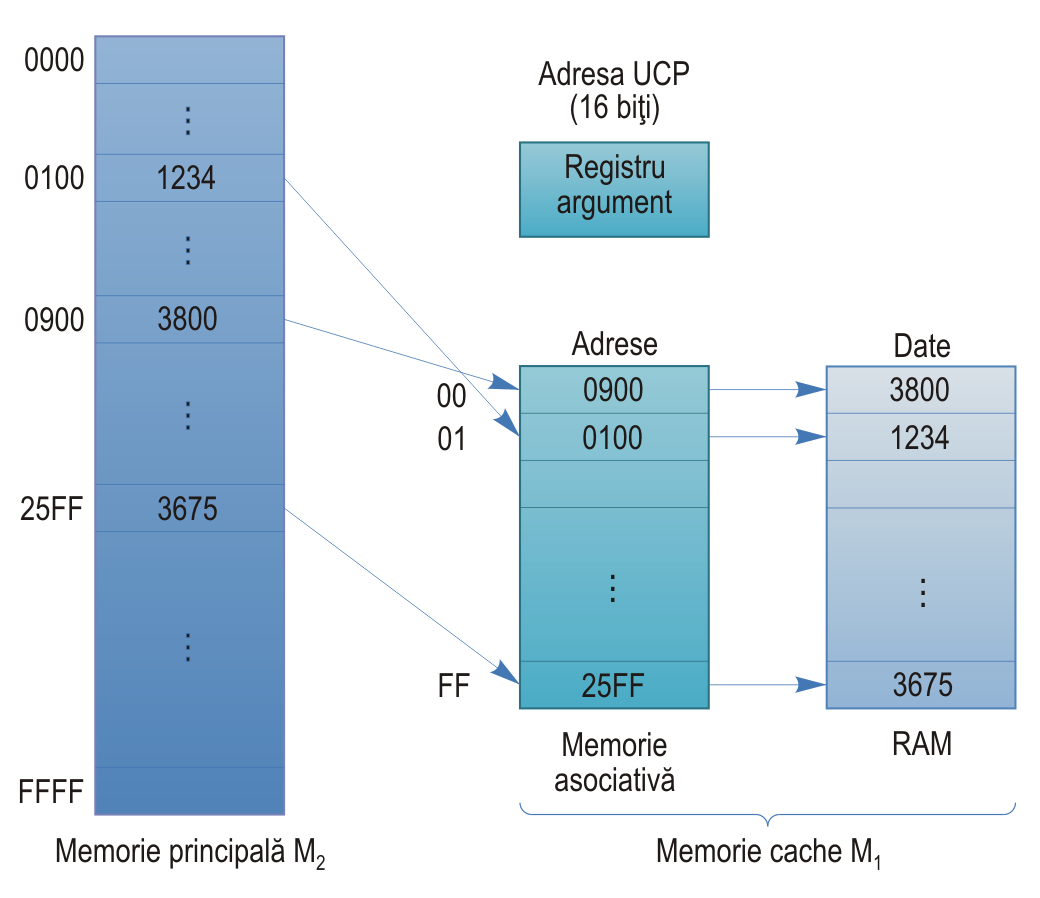 0000
⋮
0100
1234
⋮
0900
3800
⋮
25FF
3675
⋮
FFFF
Memorie principală M₂
Adresa UCP
(16 biţi)
Registru
argument
Adrese
Date
00
0900
3800
01
0100
1234
⋮
⋮
FF
25FF
3675
Memorie
asociativă
RAM
Memorie cache M₁